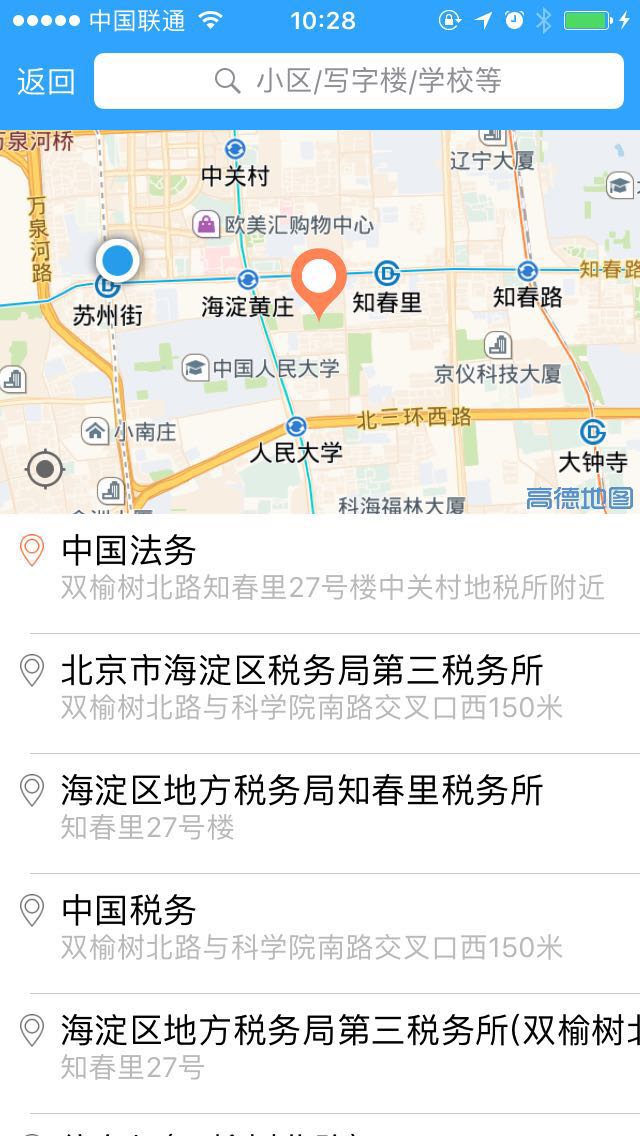 中国联通
10:28
返回
小区/写字楼/学校等
万泉河桥
中关村
辽宁大厦
万泉河路
欧美汇购物中心
知春路
苏州街
海淀黄庄
知春里
知春路
中国人民大学
京仪科技大厦
小南庄
北三环西路
人民大学
大钟寺
科海福林大厦
高德地图
中国法务
双榆树北路知春里27号楼中关村地税所附近
北京市海淀区税务局第三税务所
双榆树北路与科学院南路交叉口西150米
海淀区地方税务局知春里税务所
知春里27号楼
中国税务
双榆树北路与科学院南路交叉口西150米
海淀区地方税务局第三税务所(双榆树北
知春里27号